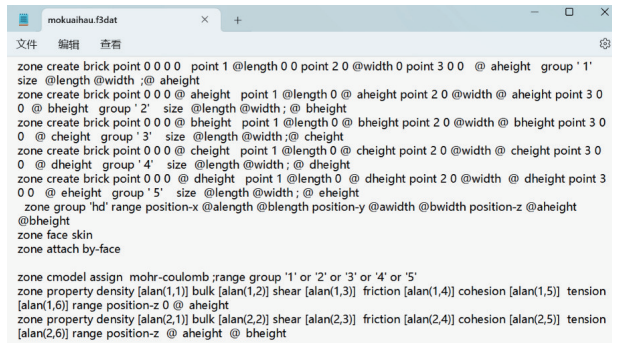 mokuaihau.f3dat
文件 编辑 查看
zone create brick point 0 0 0 0 point 1 @length 0 0 point 2 0 @width 0 point 3 0 0 @ aheight group ' 1'
size @length @width ;@ aheight
zone create brick point 0 0 0 @ aheight point 1 @length 0 @ aheight point 2 0 @width @ aheight point 3 0
0 @ bheight group ' 2' size @length @width ; @ bheight
zone create brick point 0 0 0 @ bheight point 1 @length 0 @ bheight point 2 0 @width @ bheight point 3 0
0 @ cheight group ' 3' size @length @width ;@ cheight
zone create brick point 0 0 0 @ cheight point 1 @length 0 @ cheight point 2 0 @width @ cheight point 3 0
0 @ dheight group ' 4' size @length @width ; @ dheight
zone create brick point 0 0 0 @ dheight point 1 @length 0 @ dheight point 2 0 @width @ dheight point 3
0 0 @ eheight group ' 5' size @length @width ; @ eheight
zone group 'hd' range position-x @alength @blength position-y @awidth @bwidth position-z @aheight
@bheight
zone face skin
zone attach by-face
zone cmodel assign mohr-coulomb ;range group '1' or '2' or '3' or '4' or '5'
zone property density [alan(1,1)] bulk [alan(1,2)] shear [alan(1,3)] friction [alan(1,4)] cohesion [alan(1,5)] tension
[alan(1,6)] range position-z 0 @ aheight
zone property density [alan(2,1)] bulk [alan(2,2)] shear [alan(2,3)] friction [alan(2,4)] cohesion [alan(2,5)] tension
[alan(2,6)] range position-z @ aheight @ bheight